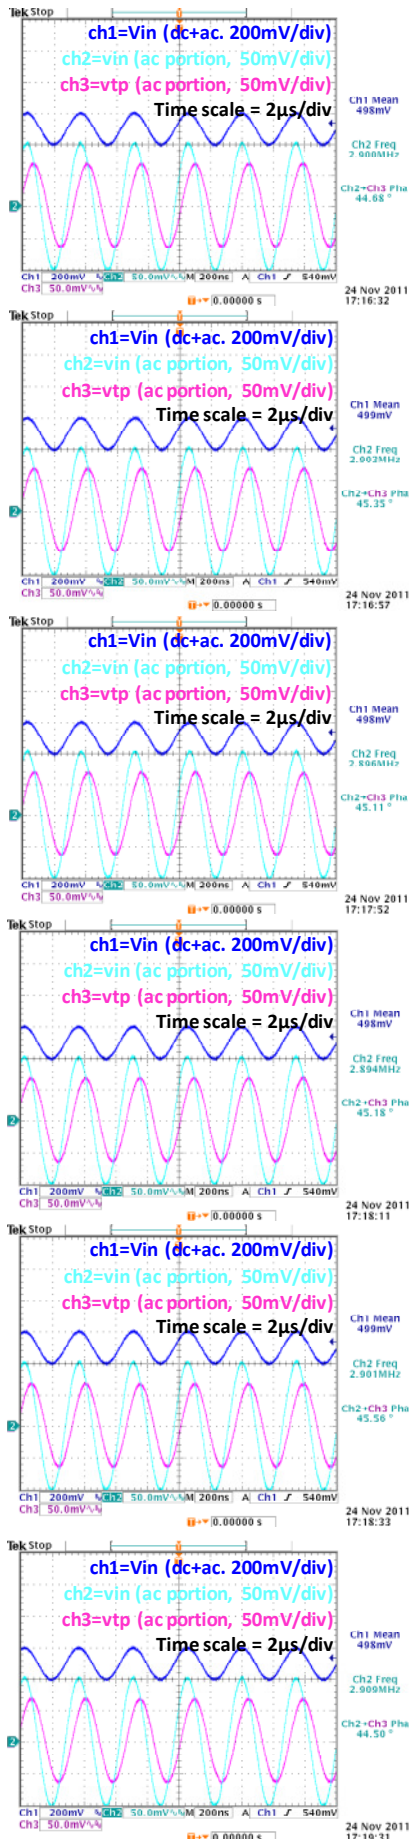 Tek Stop
ch1=Vin (dc+ac. 200mV/div)
ch2=vin (ac portion, 50mV/div)
ch3=vtp (ac portion, 50mV/div)
Time scale = 2µs/div
Ch1 Mean
498mV
Ch2 Freq
2.900MHz
Ch2→Ch3 Pha
44.68 °
2
Ch1 200mV Ch2 50.0mV M 200ns A Ch1 540mV
Ch3 50.0mV
0.00000 s
24 Nov 2011
17:16:32
Tek Stop
ch1=Vin (dc+ac. 200mV/div)
ch2=vin (ac portion, 50mV/div)
ch3=vtp (ac portion, 50mV/div)
Time scale = 2µs/div
Ch1 Mean
499mV
Ch2 Freq
2.903MHz
Ch2→Ch3 Pha
45.35 °
2
Ch1 200mV Ch2 50.0mV M 200ns A Ch1 540mV
Ch3 50.0mV
0.00000 s
24 Nov 2011
17:16:57
Tek Stop
ch1=Vin (dc+ac. 200mV/div)
ch2=vin (ac portion, 50mV/div)
ch3=vtp (ac portion, 50mV/div)
Time scale = 2µs/div
Ch1 Mean
498mV
Ch2 Freq
2.896MHz
Ch2→Ch3 Pha
45.11 °
2
Ch1 200mV Ch2 50.0mV M 200ns A Ch1 540mV
Ch3 50.0mV
0.00000 s
24 Nov 2011
17:17:52
Tek Stop
ch1=Vin (dc+ac. 200mV/div)
ch2=vin (ac portion, 50mV/div)
ch3=vtp (ac portion, 50mV/div)
Time scale = 2µs/div
Ch1 Mean
498mV
Ch2 Freq
2.894MHz
Ch2→Ch3 Pha
45.18 °
2
Ch1 200mV Ch2 50.0mV M 200ns A Ch1 540mV
Ch3 50.0mV
0.00000 s
24 Nov 2011
17:18:11
Tek Stop
ch1=Vin (dc+ac. 200mV/div)
ch2=vin (ac portion, 50mV/div)
ch3=vtp (ac portion, 50mV/div)
Time scale = 2µs/div
Ch1 Mean
499mV
Ch2 Freq
2.901MHz
Ch2→Ch3 Pha
45.56 °
2
Ch1 200mV Ch2 50.0mV M 200ns A Ch1 540mV
Ch3 50.0mV
0.00000 s
24 Nov 2011
17:18:33
Tek Stop
ch1=Vin (dc+ac. 200mV/div)
ch2=vin (ac portion, 50mV/div)
ch3=vtp (ac portion, 50mV/div)
Time scale = 2µs/div
Ch1 Mean
498mV
Ch2 Freq
2.909MHz
Ch2→Ch3 Pha
44.50 °
2
Ch1 200mV Ch2 50.0mV M 200ns A Ch1 540mV
Ch3 50.0mV
0.00000 s
24 Nov 2011
17:19:31